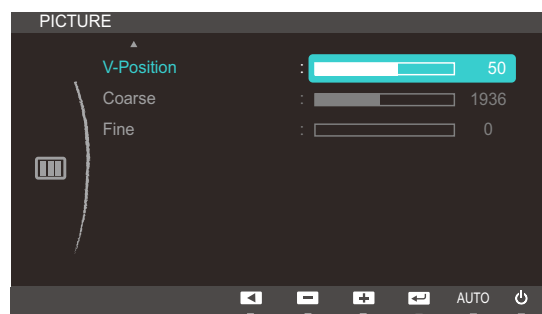 PICTURE
V-Position : 50
Coarse : 1936
Fine : 0
AUTO